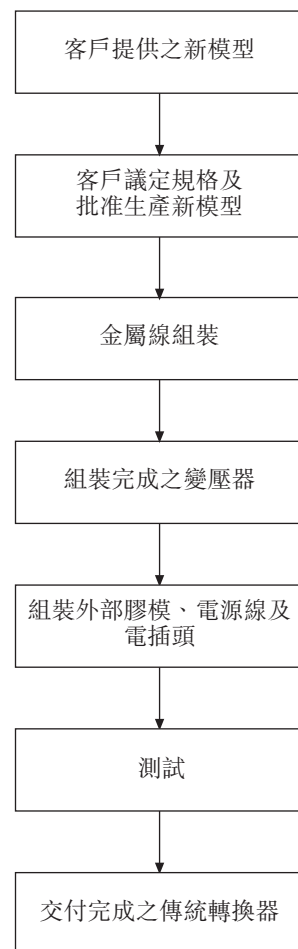 客戶提供之新模型
客戶議定規格及
批准生產新模型
金屬線組裝
組裝完成之變壓器
組裝外部膠模、電源線及
電插頭
測試
交付完成之傳統轉換器